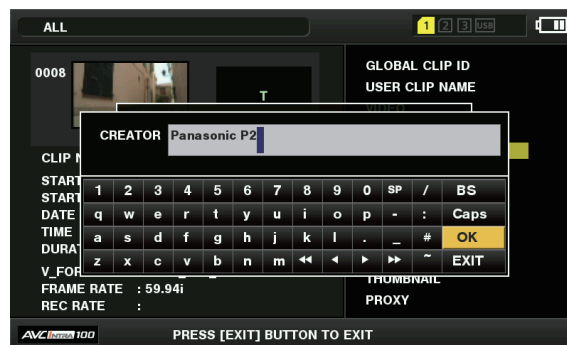 ALL
1 2 3 USB
0008
T
GLOBAL CLIP ID
USER CLIP NAME
VIDEO
CREATOR Panasonic P2
CLIP
START
START
DATE
TIME
DURAT
V_FOR
1 2 3 4 5 6 7 8 9 0 SP / BS
q w e r t y u i o p - : Caps
a s d f g h j k l . _ # OK
z x c v b n m ◀◀ ◀ ▶ ▶▶ ~ EXIT
THUMBNAIL
FRAME RATE : 59.94i
PROXY
REC RATE :
AVC INTRA 100
PRESS [EXIT] BUTTON TO EXIT